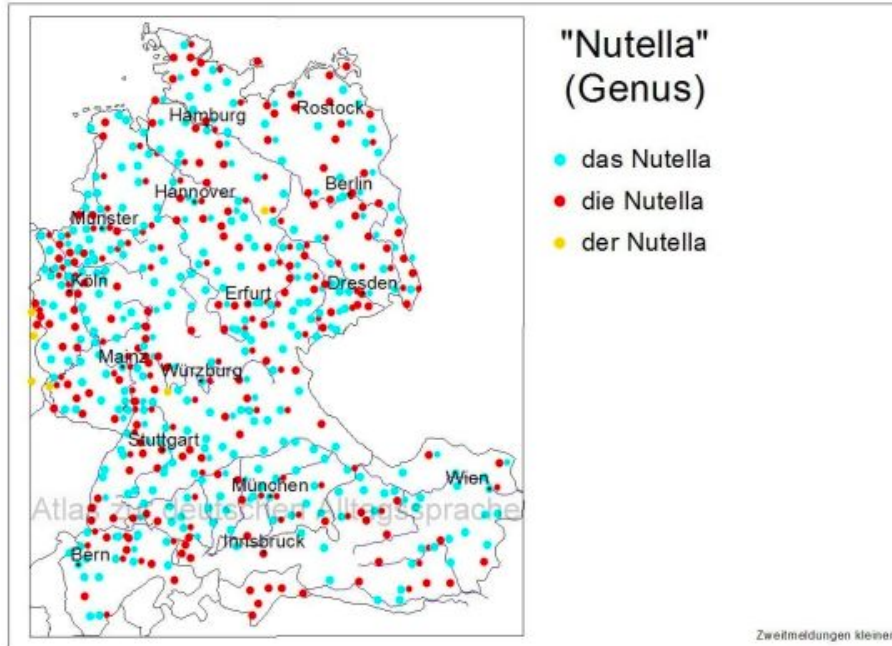 "Nutella"
(Genus)
das Nutella
die Nutella
der Nutella
Hamburg
Rostock
Hannover
Berlin
Münster
Köln
Erfurt
Dresden
Mainz
Würzburg
Stuttgart
München
Wien
Atlas zur deutschen Alltagssprache
Innsbruck
Bern
Zweitmeldungen kleiner